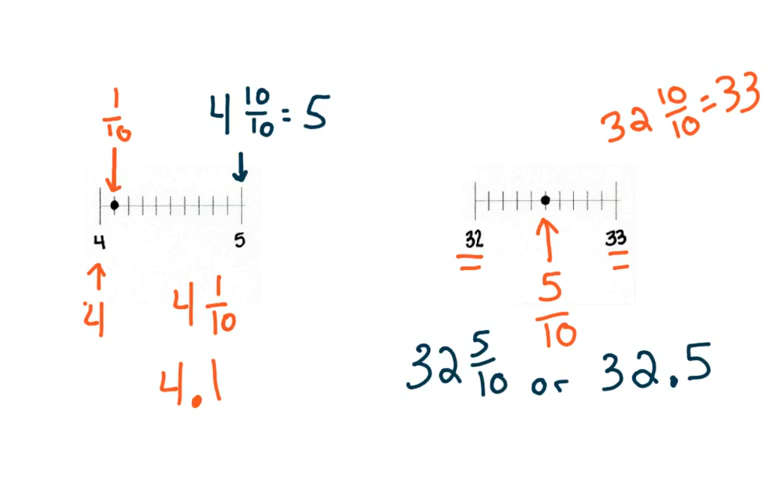 1/10
4 10/10 = 5
4 5
4
4 1/10
4.1
32 10/10 = 33
32 33
5/10
32 5/10 or 32.5